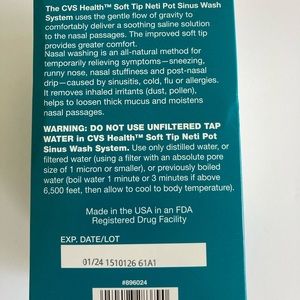 The CVS Health™ Soft Tip Neti Pot Sinus Wash
System uses the gentle flow of gravity to
comfortably deliver a soothing saline solution
to the nasal passages. The improved soft tip
provides greater comfort.
Nasal washing is an all-natural method for
temporarily relieving symptoms—sneezing,
runny nose, nasal stuffiness and post-nasal
drip—caused by sinusitis, cold, flu or allergies.
It removes inhaled irritants (dust, pollen),
helps to loosen thick mucus and moistens
nasal passages.
WARNING: DO NOT USE UNFILTERED TAP
WATER in CVS Health™ Soft Tip Neti Pot
Sinus Wash System. Use only distilled water, or
filtered water (using a filter with an absolute pore
size of 1 micron or smaller), or previously boiled
water (boil water 1 minute or 3 minutes if above
6,500 feet, then allow to cool to body temperature).
Made in the USA in an FDA
Registered Drug Facility
EXP. DATE/LOT
01/24 1510126 61A1
#896024